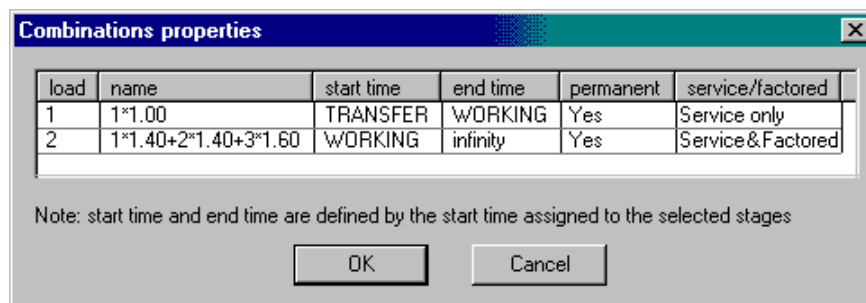 Combinations properties
load name start time end time permanent service/factored
1 1*1.00 TRANSFER WORKING Yes Service only
2 1*1.40+2*1.40+3*1.60 WORKING infinity Yes Service&Factored
Note: start time and end time are defined by the start time assigned to the selected stages
OK Cancel